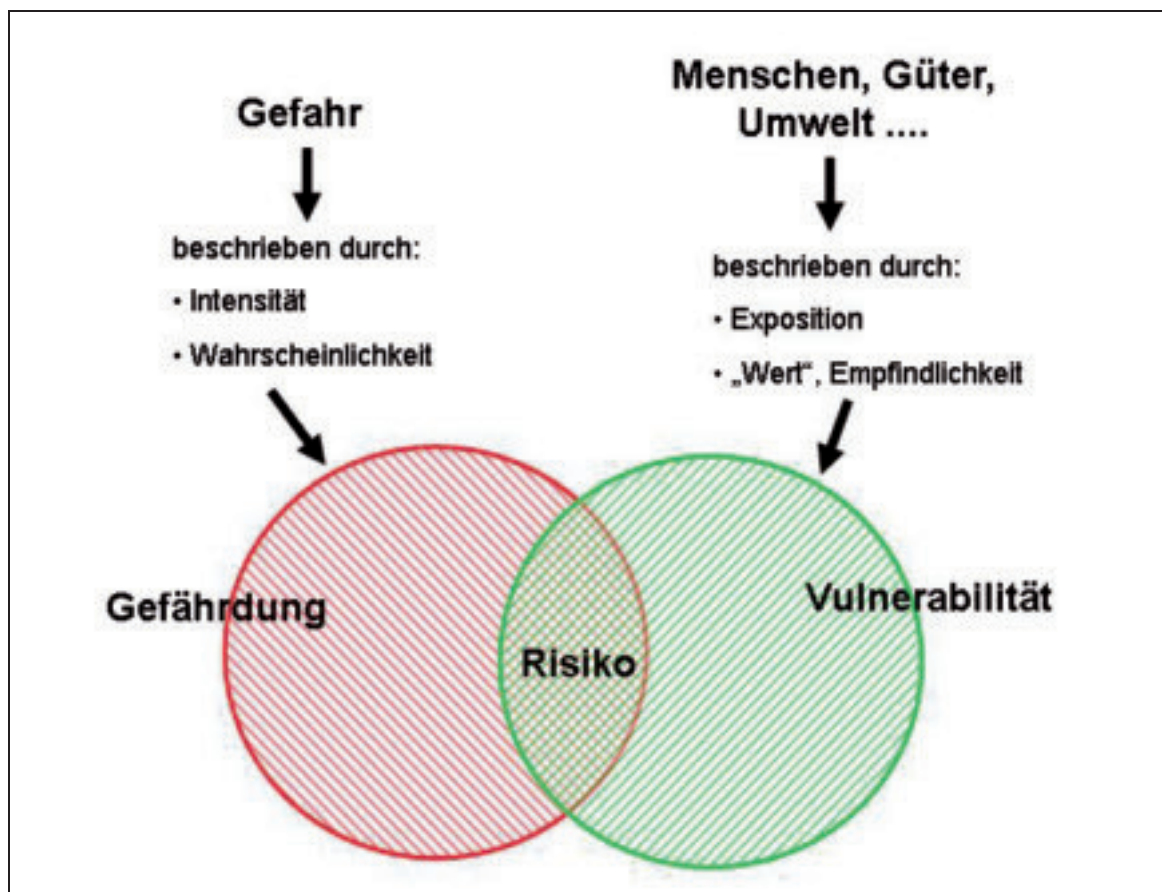 Gefahr
beschrieben durch:
• Intensität
• Wahrscheinlichkeit
Menschen, Güter,
Umwelt ....
beschrieben durch:
• Exposition
• „Wert“, Empfindlichkeit
Gefährdung
Risiko
Vulnerabilität